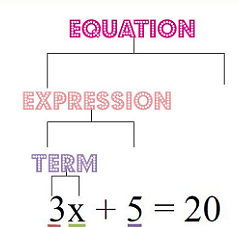 EQUATION
EXPRESSION
TERM
3x + 5 = 20